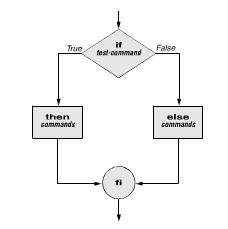 if
test-command
True
False
then
commands
else
commands
fi